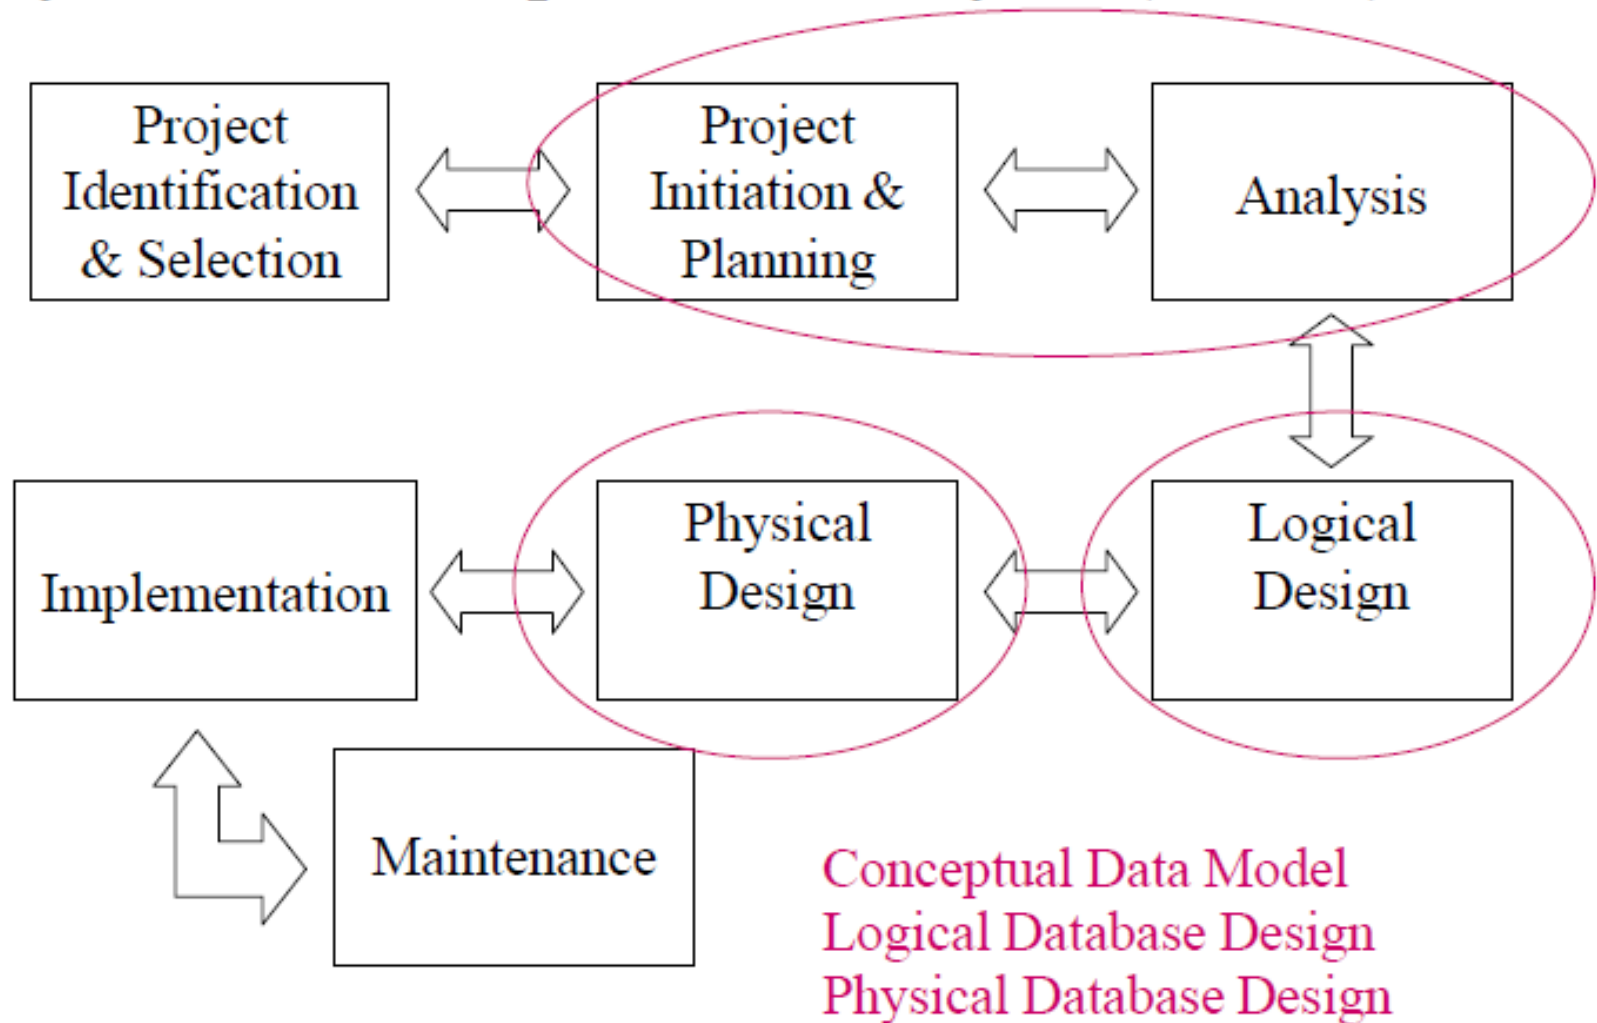 Project
Identification
& Selection
Project
Initiation &
Planning
Analysis
Implementation
Physical
Design
Logical
Design
Maintenance
Conceptual Data Model
Logical Database Design
Physical Database Design